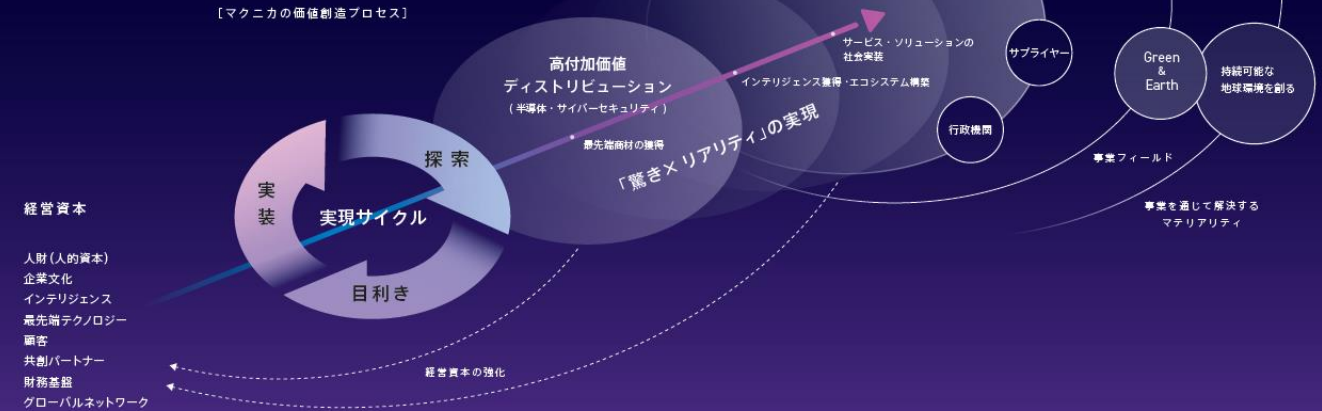 ［マクニカの価値創造プロセス］
経営資本
人財（人的資本）
企業文化
インテリジェンス
最先端テクノロジー
顧客
共創パートナー
財務基盤
グローバルネットワーク
実現サイクル
探索
目利き
実装
高付加価値
ディストリビューション
（半導体・サイバーセキュリティ）
最先端商材の獲得
インテリジェンス獲得・エコシステム構築
サービス・ソリューションの
社会実装
「驚き×リアリティ」の実現
経営資本の強化
サプライヤー
行政機関
Green
&
Earth
持続可能な
地球環境を創る
事業フィールド
事業を通じて解決する
マテリアリティ